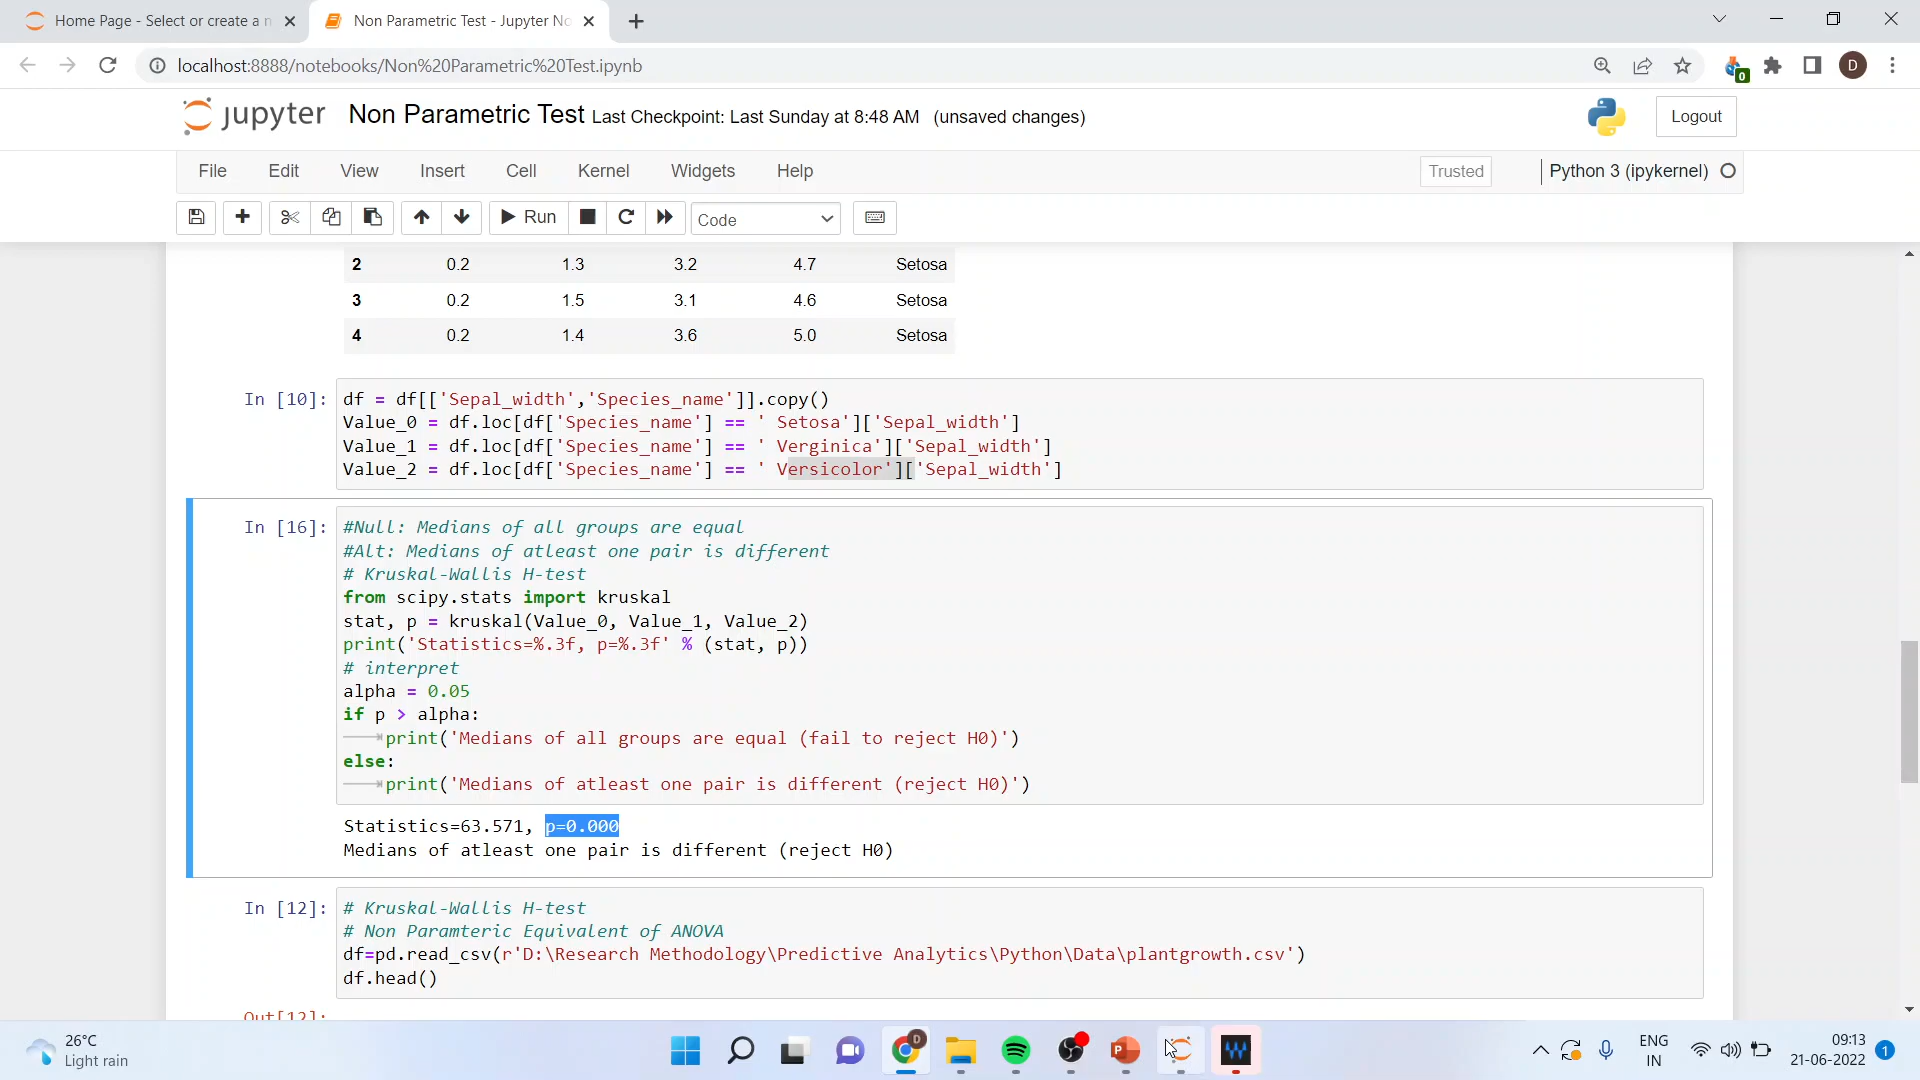 Home Page - Select or create a n
Non Parametric Test - Jupyter No
localhost:8888/notebooks/Non%20Parametric%20Test.ipynb
0
D
jupyter Non Parametric Test Last Checkpoint: Last Sunday at 8:48 AM (unsaved changes)
Logout
File Edit View Insert Cell Kernel Widgets Help
Trusted
Python 3 (ipykernel)
Run
Code
2 0.2 1.3 3.2 4.7 Setosa
3 0.2 1.5 3.1 4.6 Setosa
4 0.2 1.4 3.6 5.0 Setosa
In [10]: df = df[['Sepal_width','Species_name']].copy()
Value_0 = df.loc[df['Species_name'] == ' Setosa']['Sepal_width']
Value_1 = df.loc[df['Species_name'] == ' Verginica']['Sepal_width']
Value_2 = df.loc[df['Species_name'] == ' Versicolor']['Sepal_width']
In [16]: #Null: Medians of all groups are equal
#Alt: Medians of atleast one pair is different
# Kruskal-Wallis H-test
from scipy.stats import kruskal
stat, p = kruskal(Value_0, Value_1, Value_2)
print('Statistics=%.3f, p=%.3f' % (stat, p))
# interpret
alpha = 0.05
if p > alpha:
print('Medians of all groups are equal (fail to reject H0)')
else:
print('Medians of atleast one pair is different (reject H0)')
Statistics=63.571, p=0.000
Medians of atleast one pair is different (reject H0)
In [12]: # Kruskal-Wallis H-test
# Non Paramteric Equivalent of ANOVA
df=pd.read_csv(r'D:\Research Methodology\Predictive Analytics\Python\Data\plantgrowth.csv')
df.head()
Out[12]:
26°C
Light rain
D
P
W
ENG
IN
09:13
21-06-2022
1